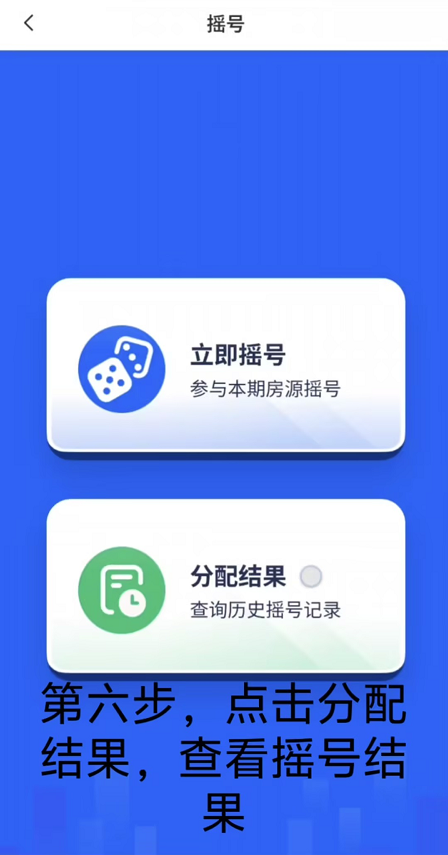 摇号
立即摇号
参与本期房源摇号
分配结果
查询历史摇号记录
第六步，点击分配
结果，查看摇号结
果